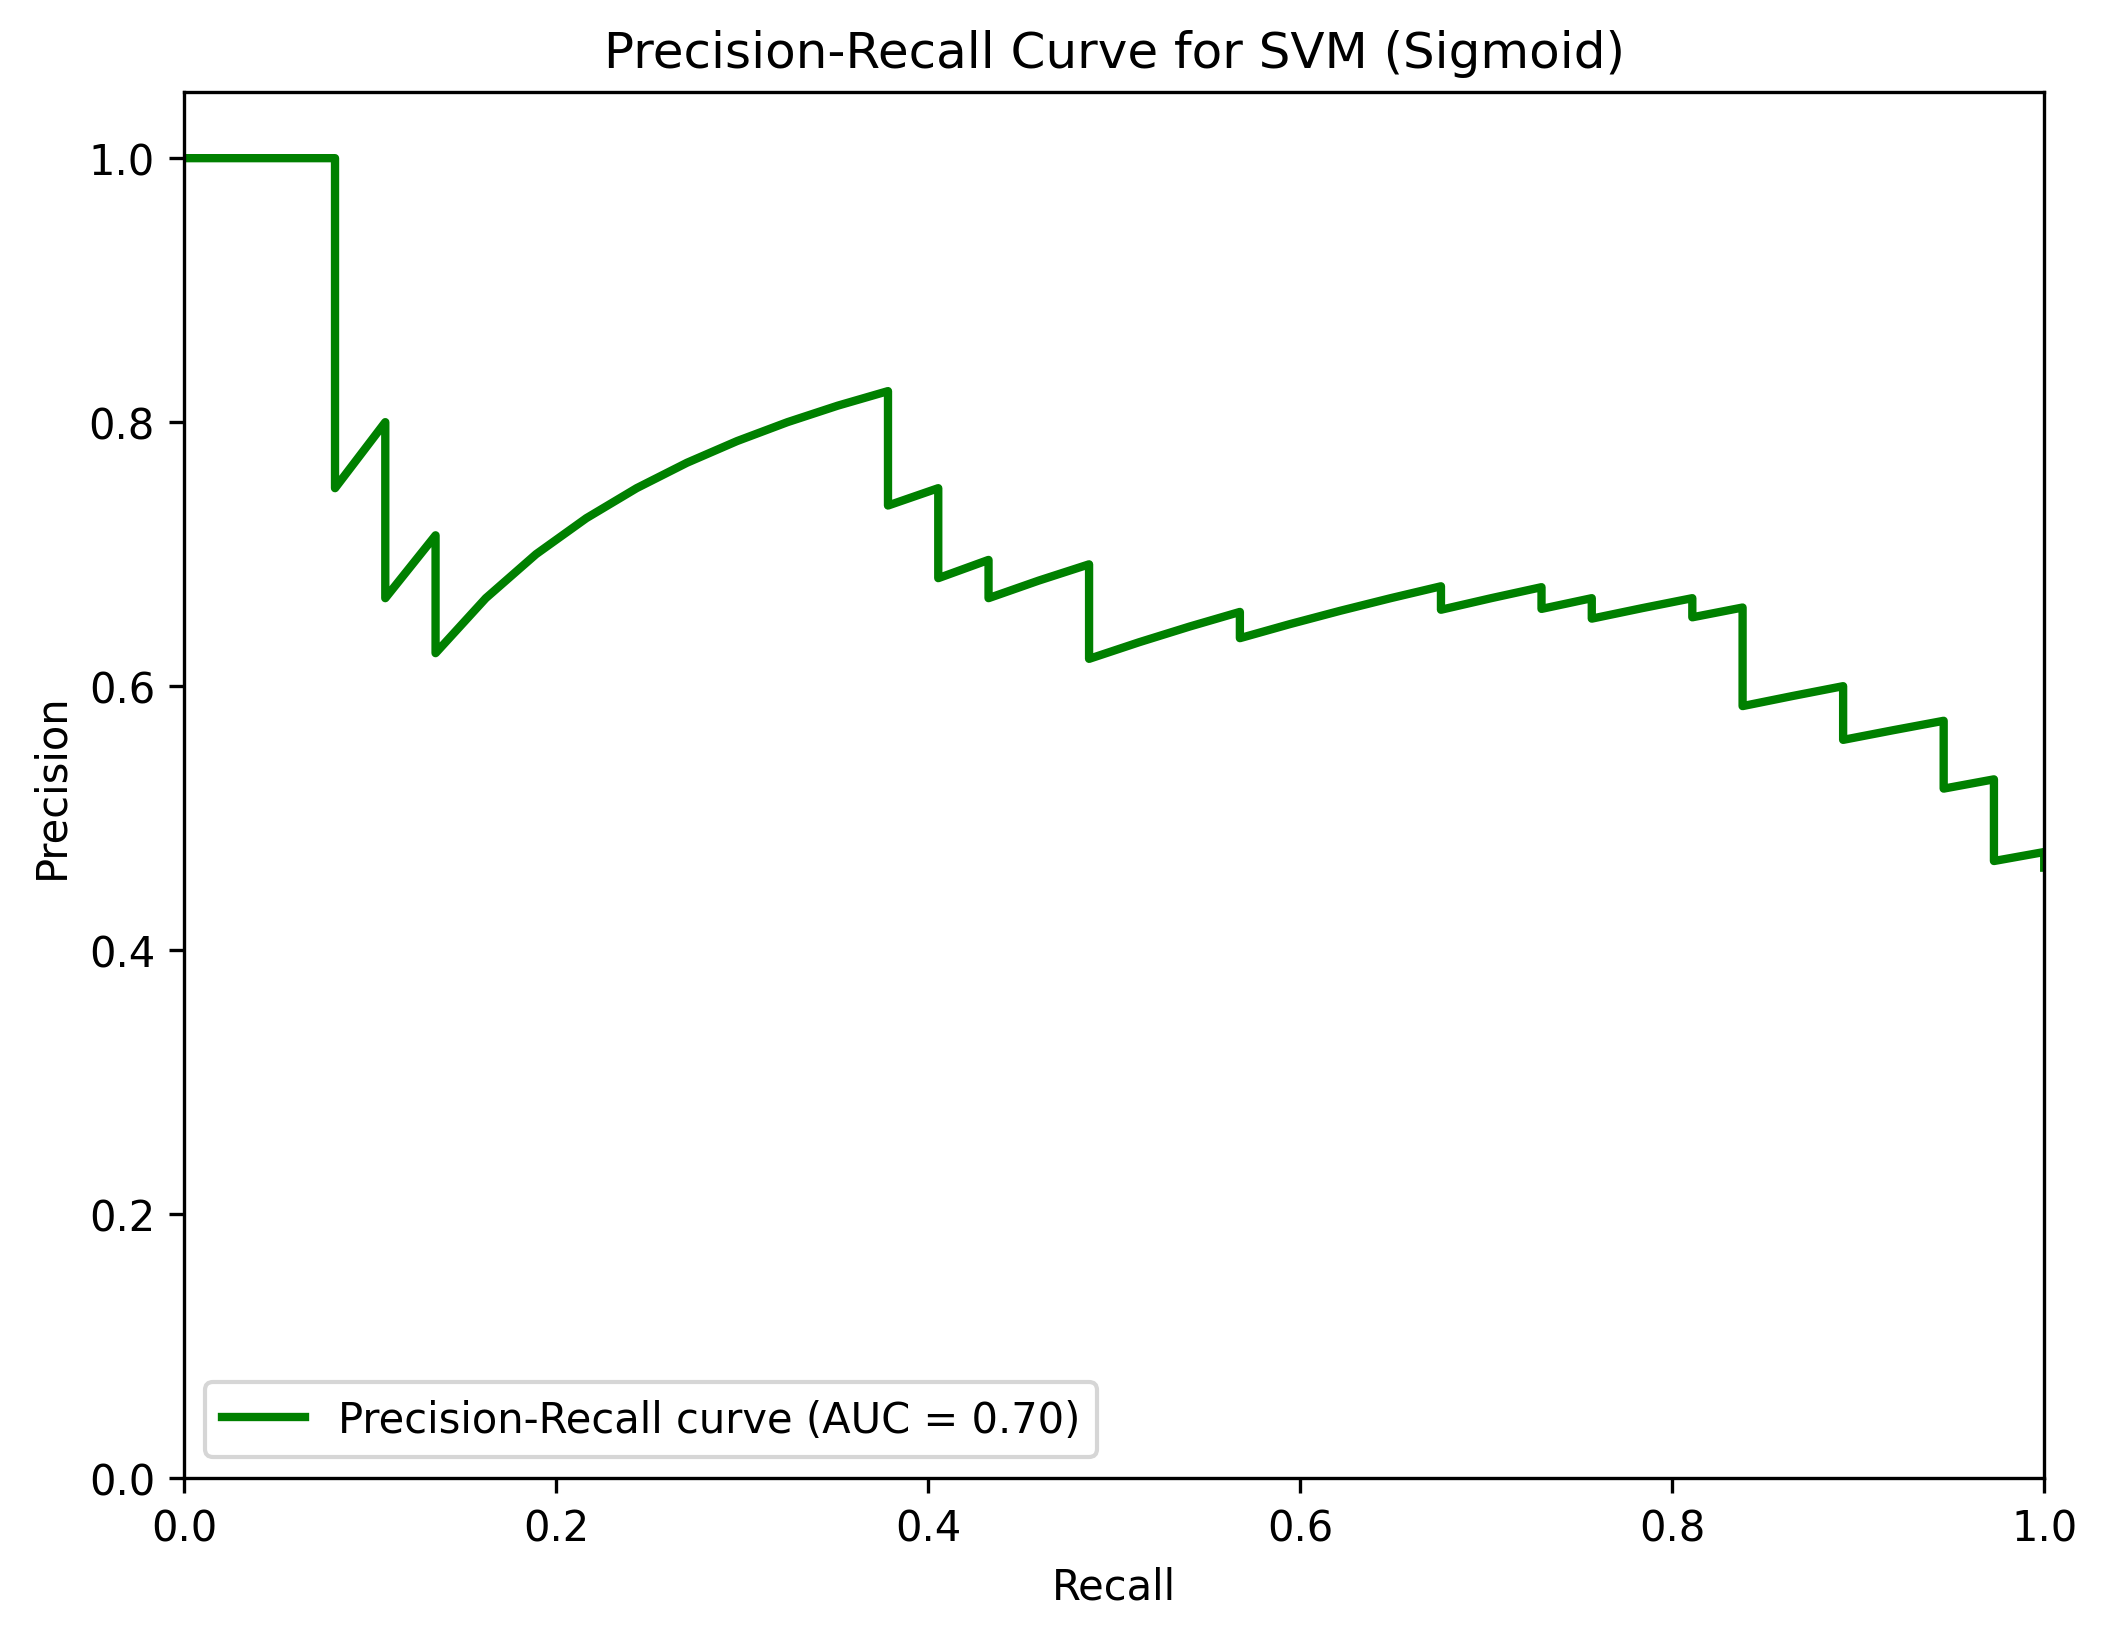 Precision-Recall Curve for SVM (Sigmoid)
1.0
0.8
0.6
0.4
0.2
0.0
Precision
Precision-Recall curve (AUC = 0.70)
0.0 0.2 0.4 0.6 0.8 1.0
Recall